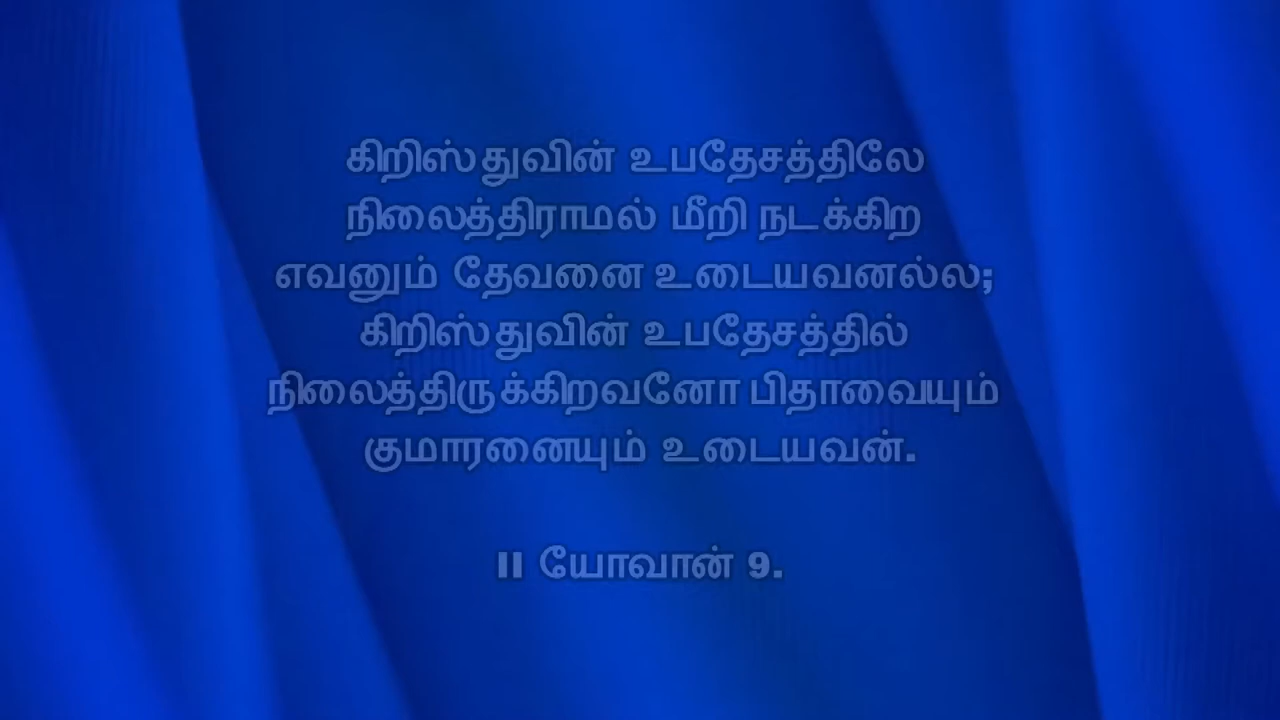 கிறிஸ்துவின் உபதேசத்திலே
நிலைத்திராமல் மீறி நடக்கிற
எவனும் தேவனை உடையவனல்ல;
கிறிஸ்துவின் உபதேசத்தில்
நிலைத்திருக்கிறவனோ பிதாவையும்
குமாரனையும் உடையவன்.
II யோவான் 9.